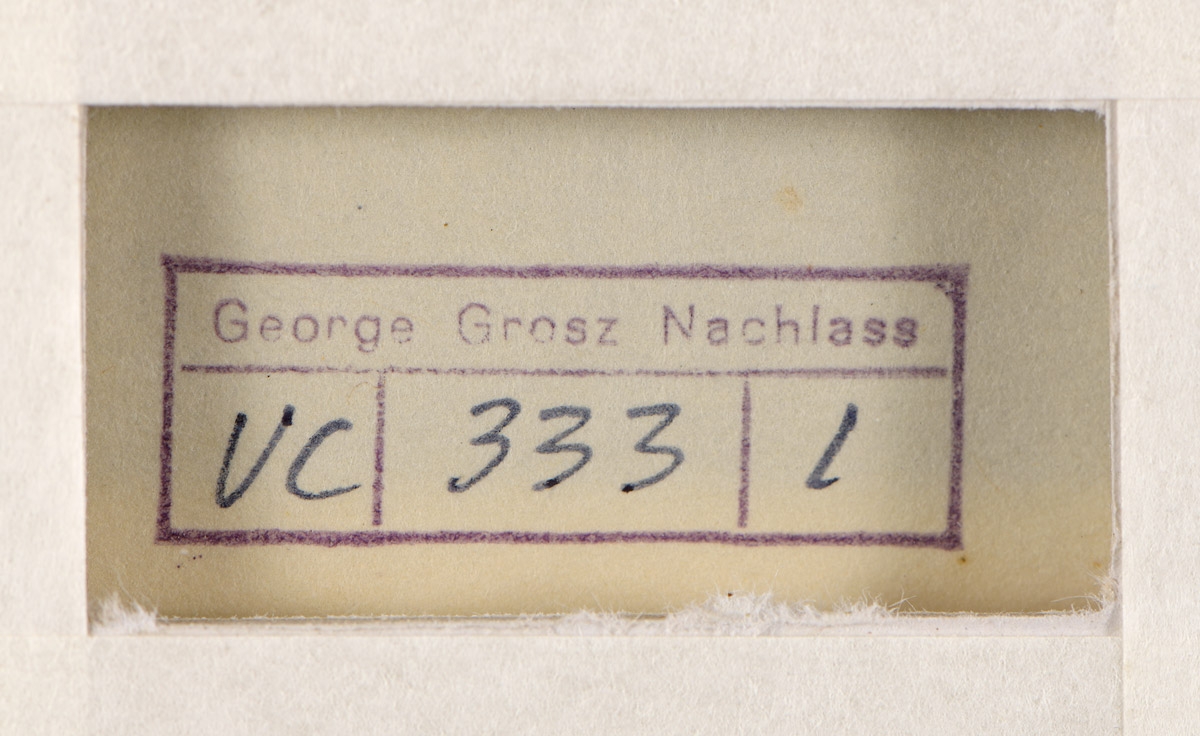 George Grosz Nachlass
VC 333 1